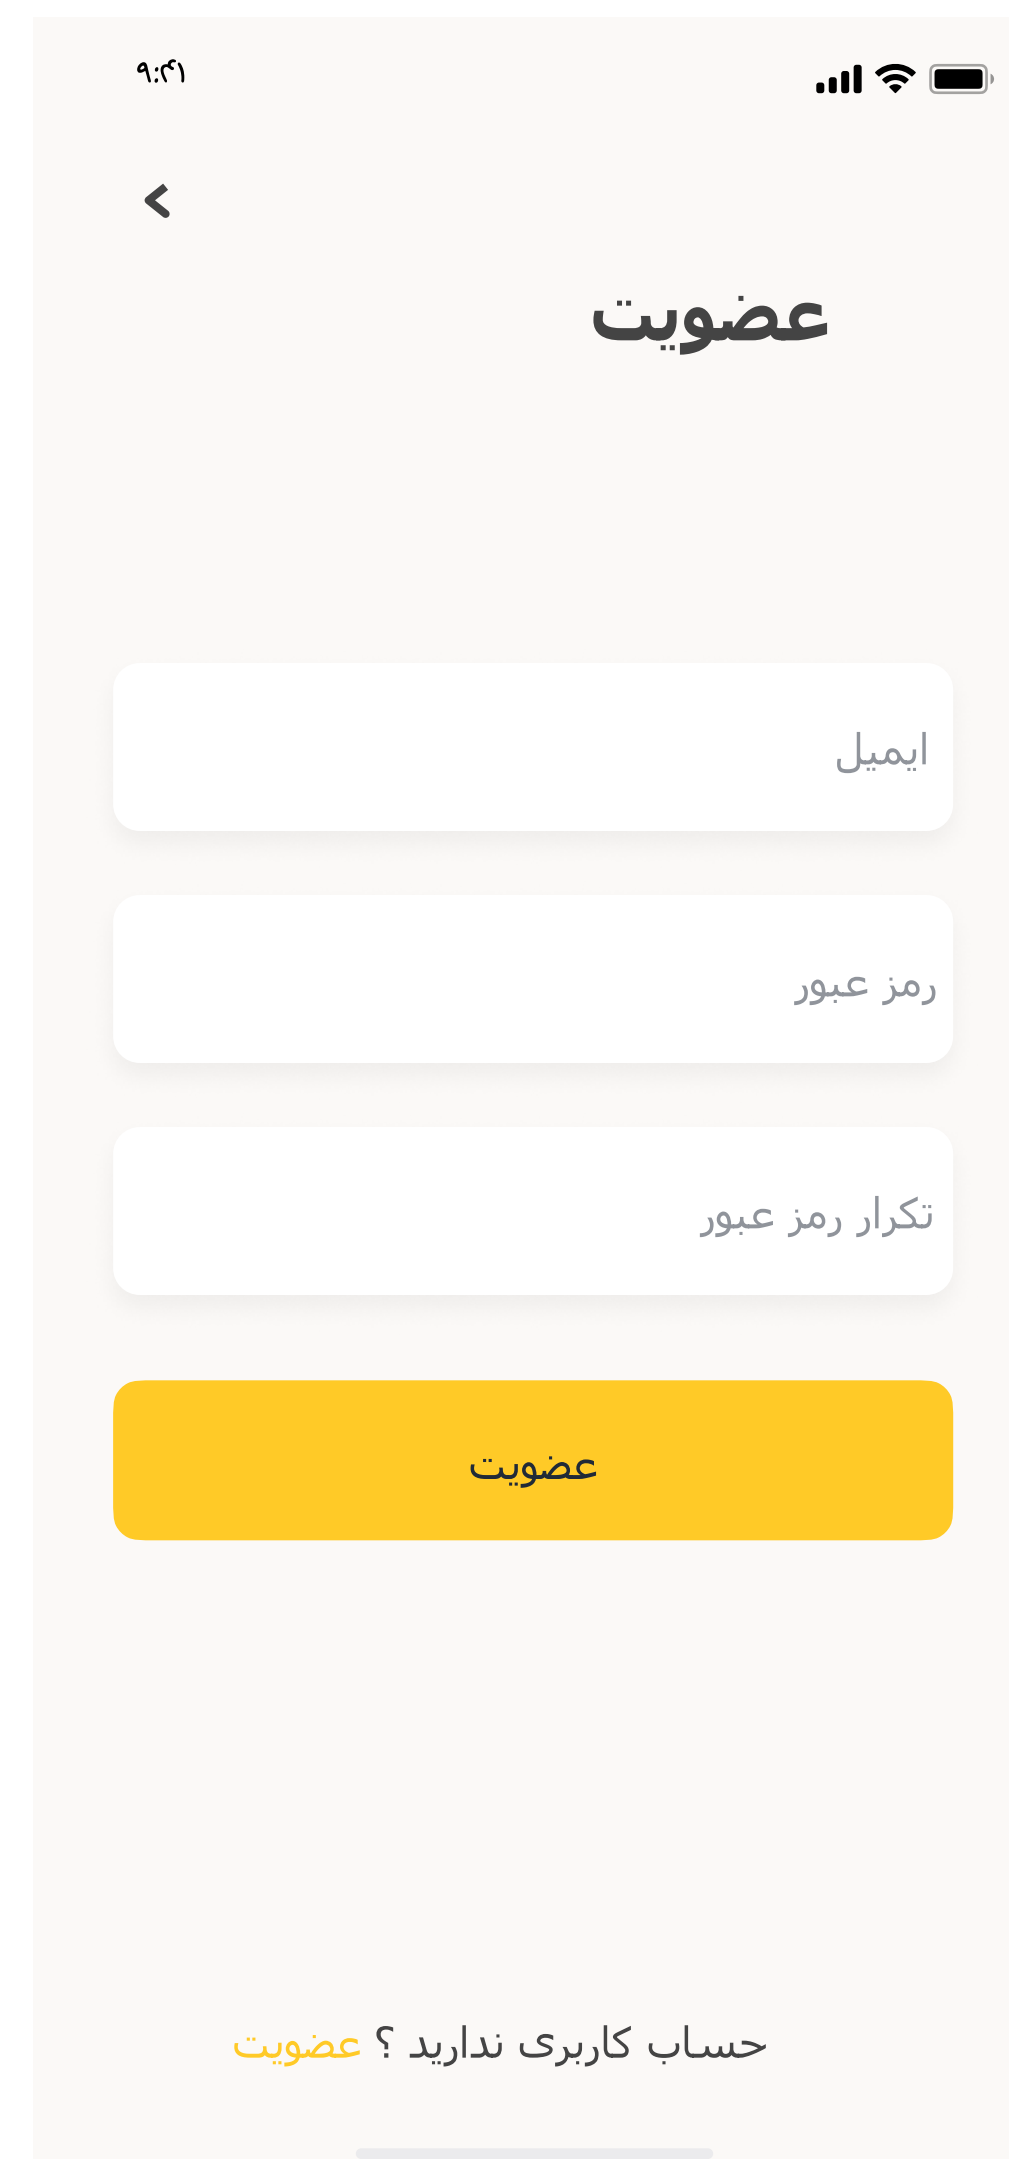 ۹:۴۱
عضویت
ایمیل
رمز عبور
تکرار رمز عبور
عضویت
حساب کاربری ندارید ؟ عضویت